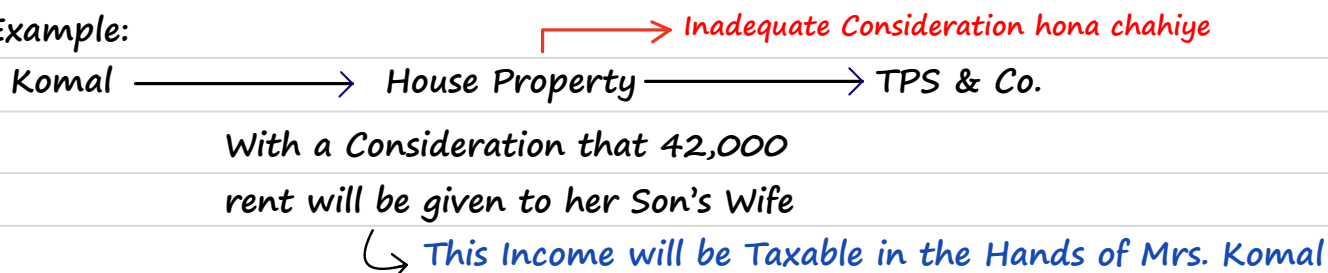 Example:
Inadequate Consideration hona chahiye
Komal House Property TPS & Co.
With a Consideration that 42,000
rent will be given to her Son's Wife
This Income will be Taxable in the Hands of Mrs. Komal